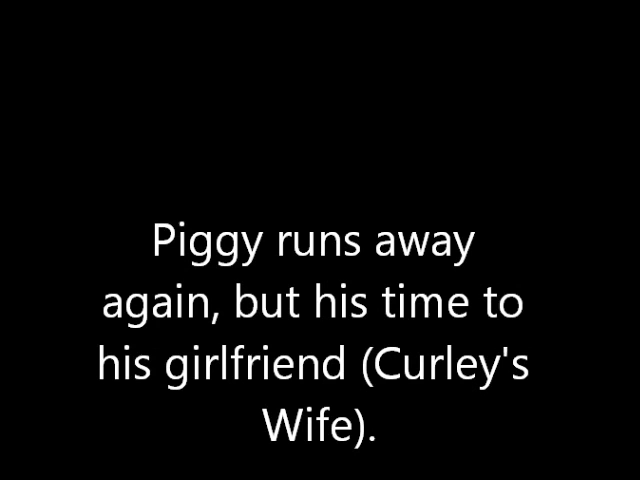 Piggy runs away
again, but his time to
his girlfriend (Curley's
Wife).